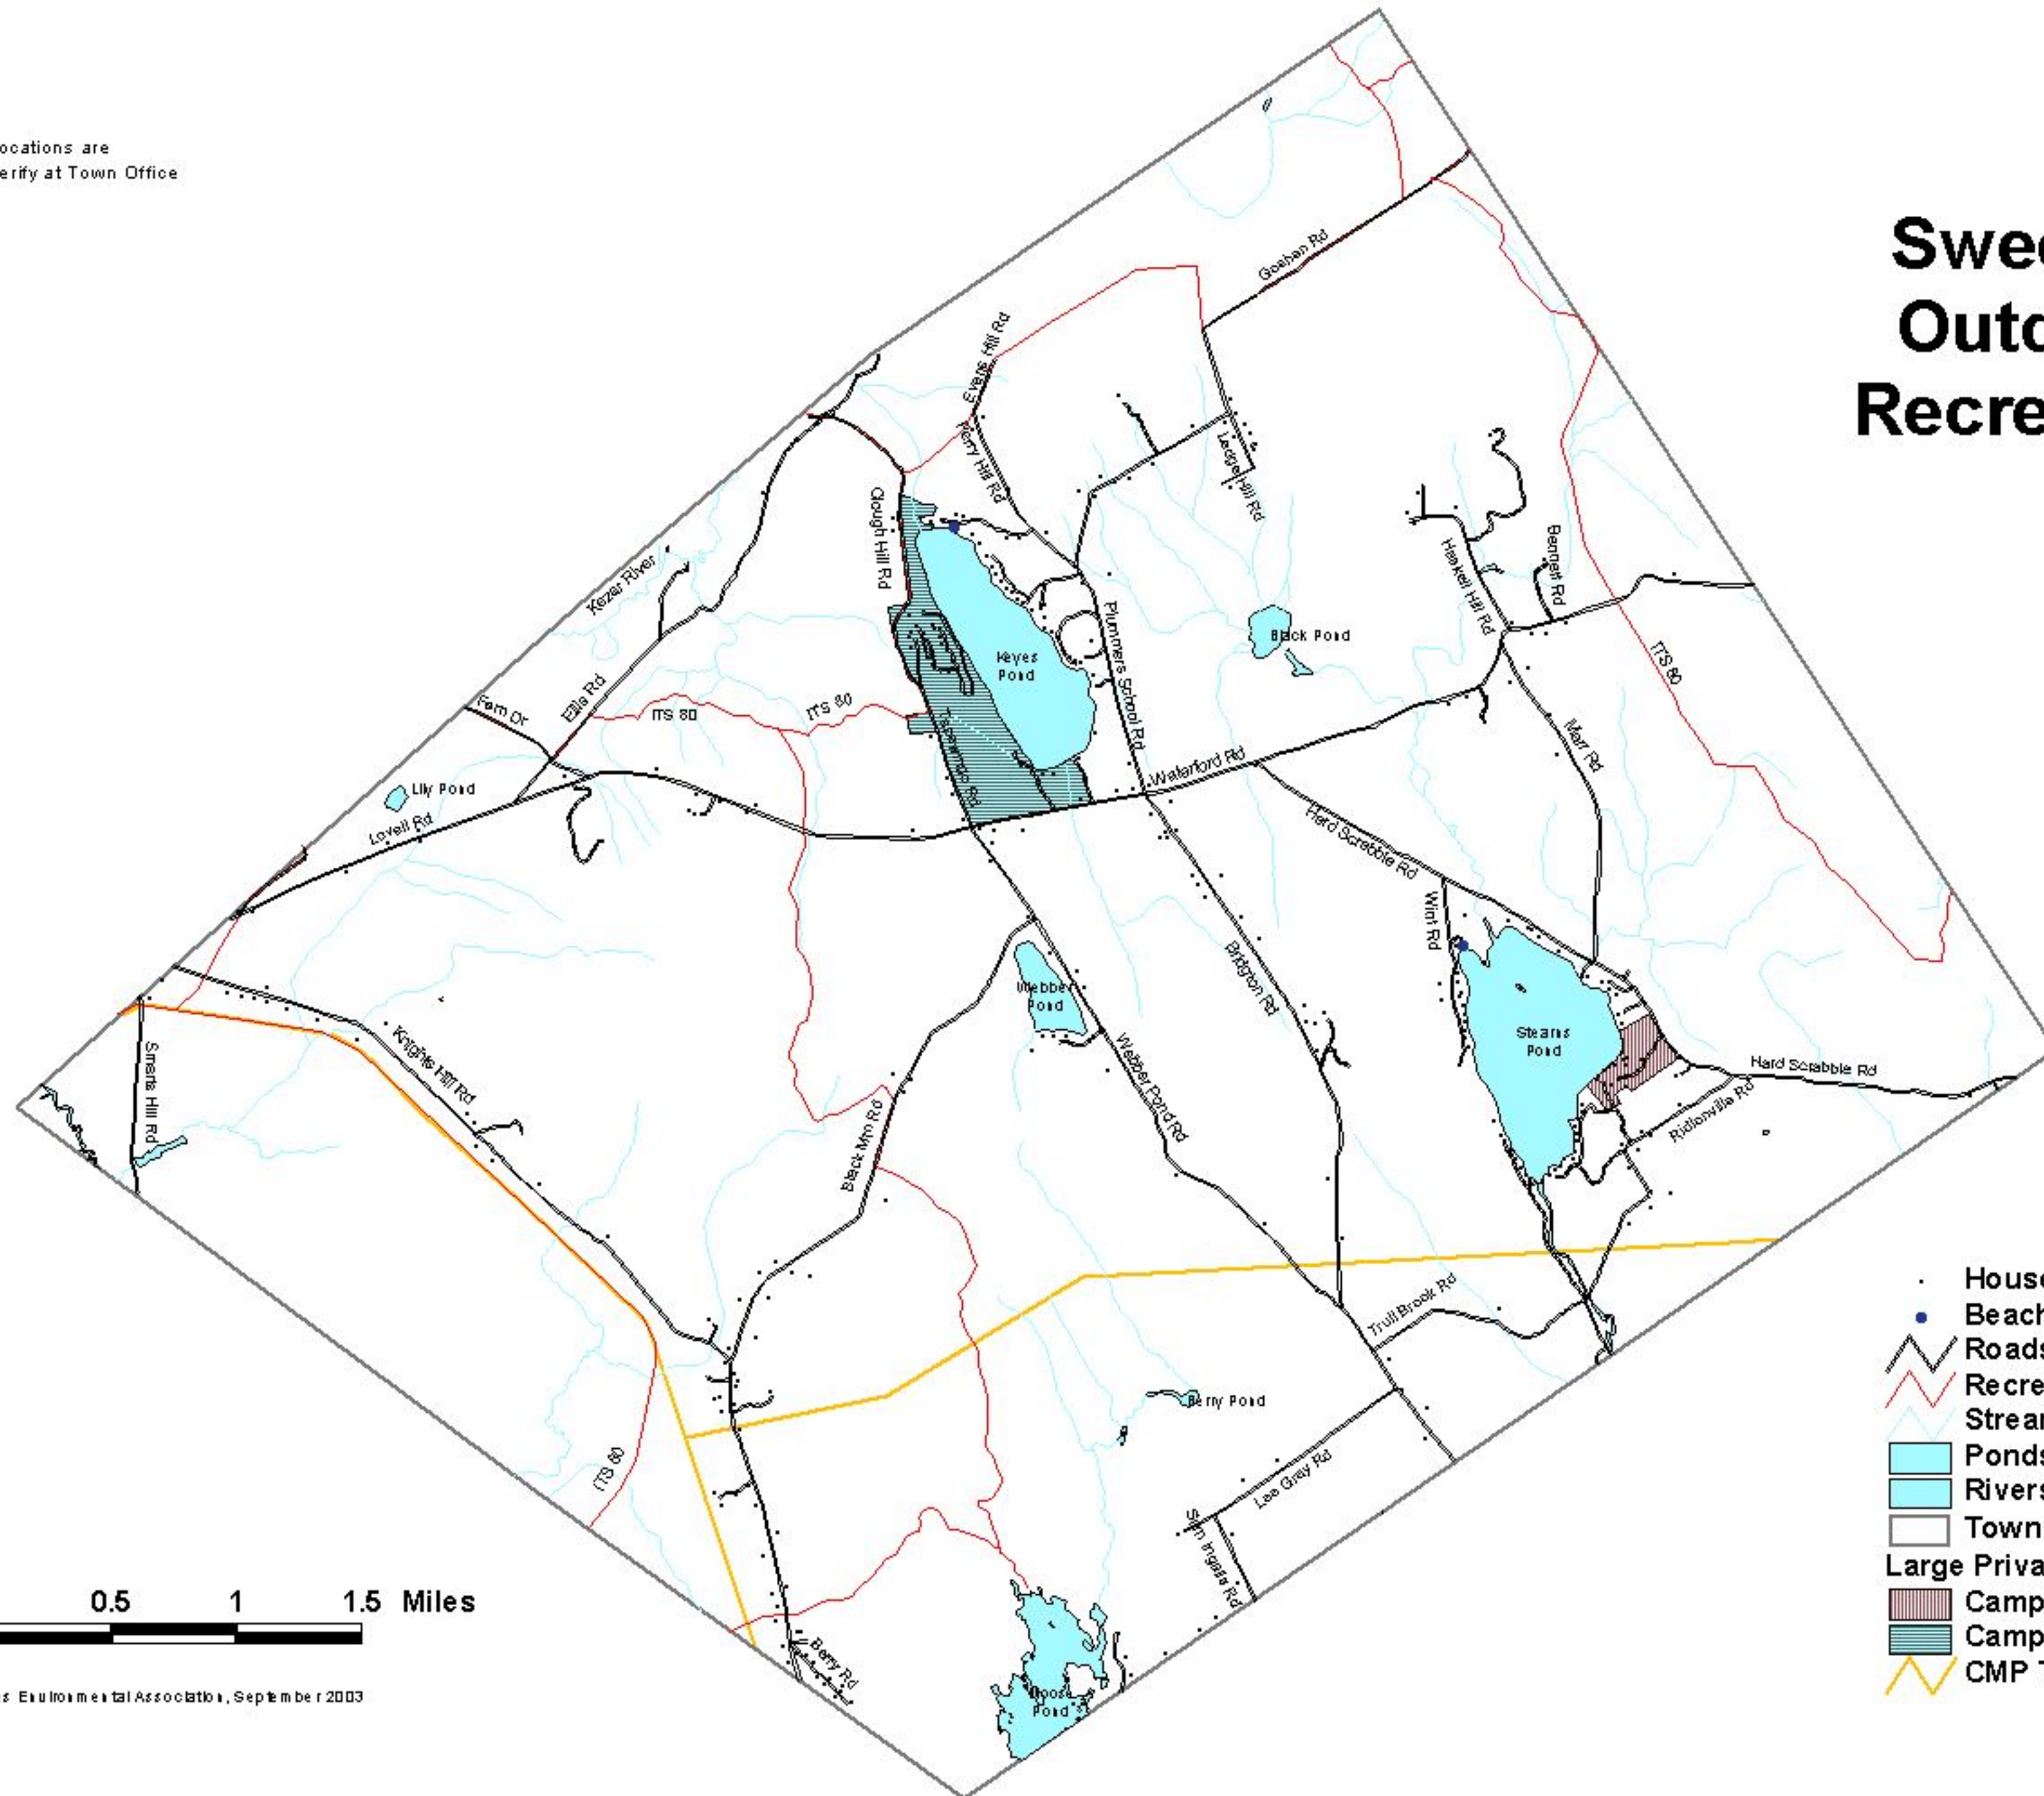 ocations are
erify at Town Office
Swee
Outd
Recre
Goshen Rd
Evans Hill Rd
Perry Hill Rd
Ledge Hill Rd
Clough Hill Rd
Kezar River
Haskell Hill Rd
Bennett Rd
Plummers School Rd
Black Pond
Keyes
Pond
ITS 80
Fern Dr
Ellis Rd
ITS 80
ITS 80
Marr Rd
Waterford Rd
Lily Pond
Lovell Rd
Hard Scrabble Rd
Wint Rd
Bridgton Rd
Webber
Pond
Stearns
Pond
Knights Hill Rd
Smarts Hill Rd
Webber Pond Rd
Hard Scrabble Rd
Ridlonville Rd
Black Mtn Rd
Trull Brook Rd
Berry Pond
ITS 80
Lee Gray Rd
Berry Rd
Pond
House
Beach
Roads
Recre
Strear
Ponds
Rivers
Town
Large Priva
Camp
Camp
CMP T
0.5 1 1.5 Miles
s Environmental Association, September 2003